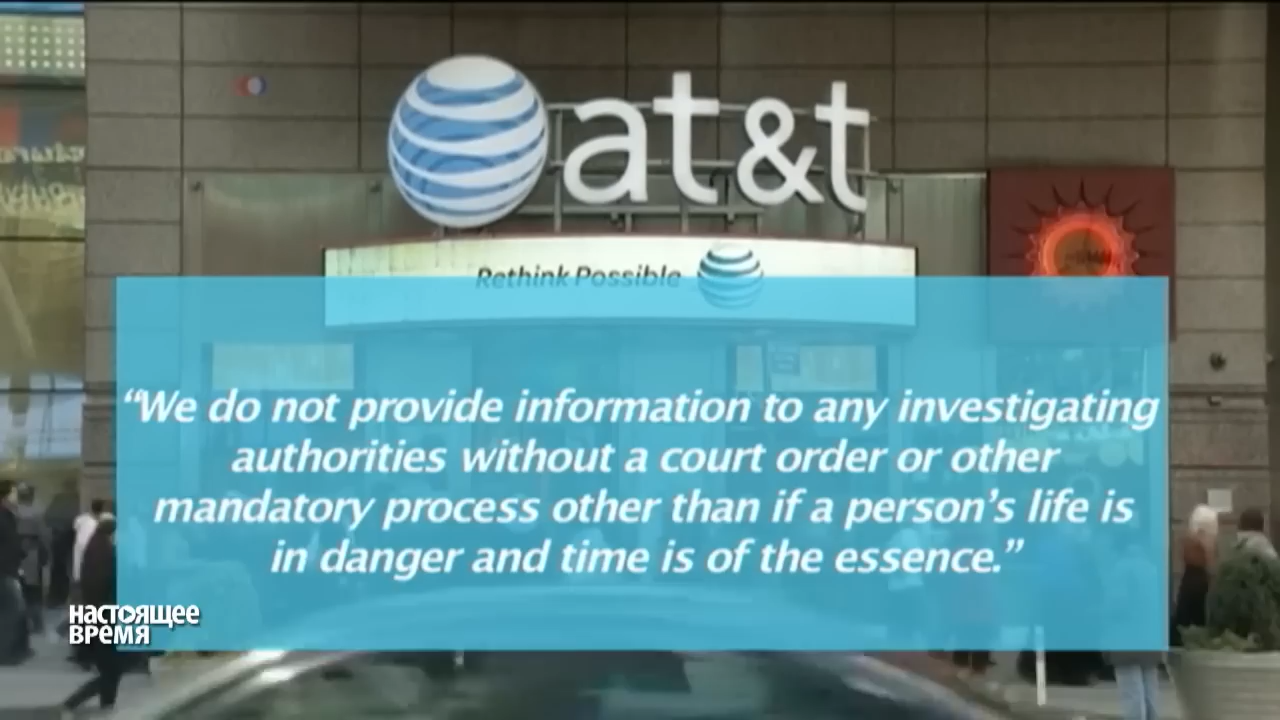 at&t
Rethink Possible
“We do not provide information to any investigating
authorities without a court order or other
mandatory process other than if a person’s life is
in danger and time is of the essence.”
НАСТОЯЩЕЕ
ВРЕМЯ